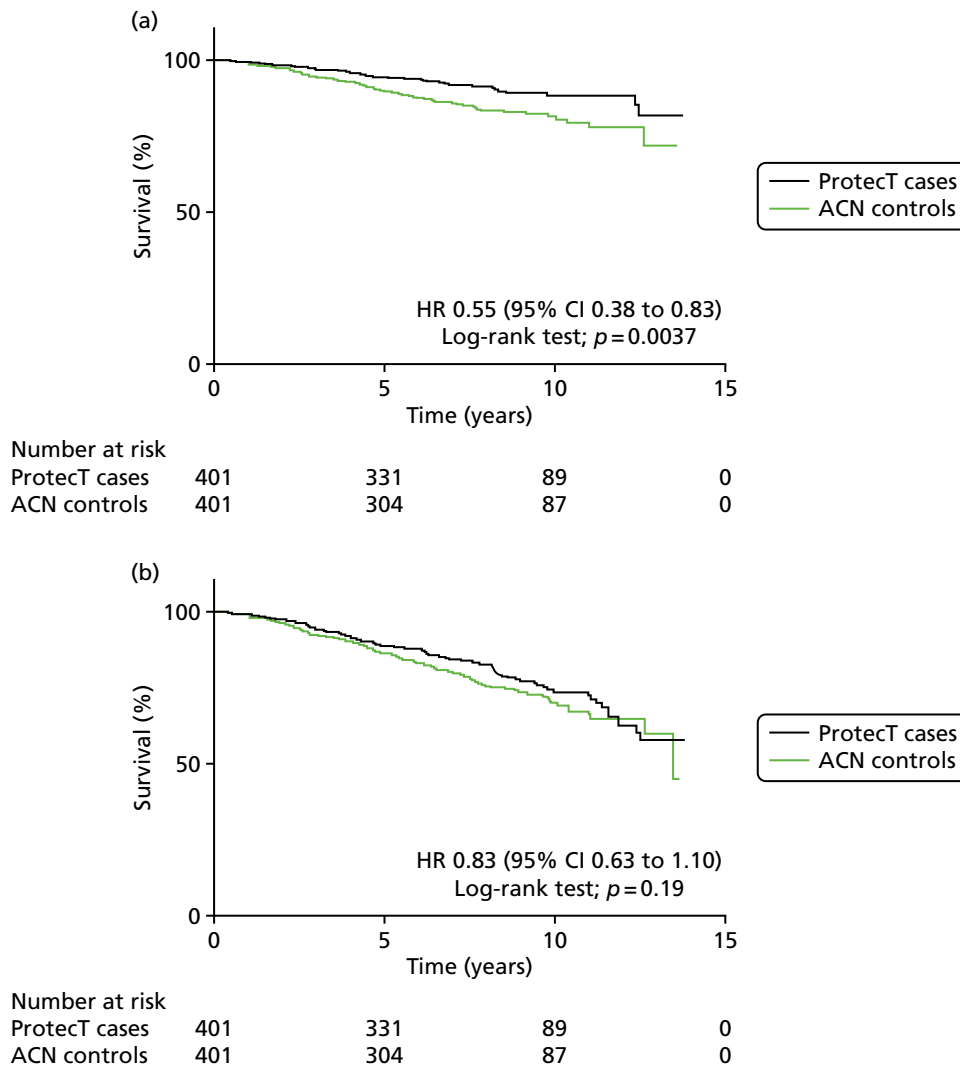 (a)
100
50
0
Survival (%)
ProtecT cases
ACN controls
HR 0.55 (95% CI 0.38 to 0.83)
Log-rank test; p = 0.0037
0 5 10 15
Time (years)
Number at risk
ProtecT cases 401 331 89 0
ACN controls 401 304 87 0
(b)
100
50
0
Survival (%)
ProtecT cases
ACN controls
HR 0.83 (95% CI 0.63 to 1.10)
Log-rank test; p = 0.19
0 5 10 15
Time (years)
Number at risk
ProtecT cases 401 331 89 0
ACN controls 401 304 87 0